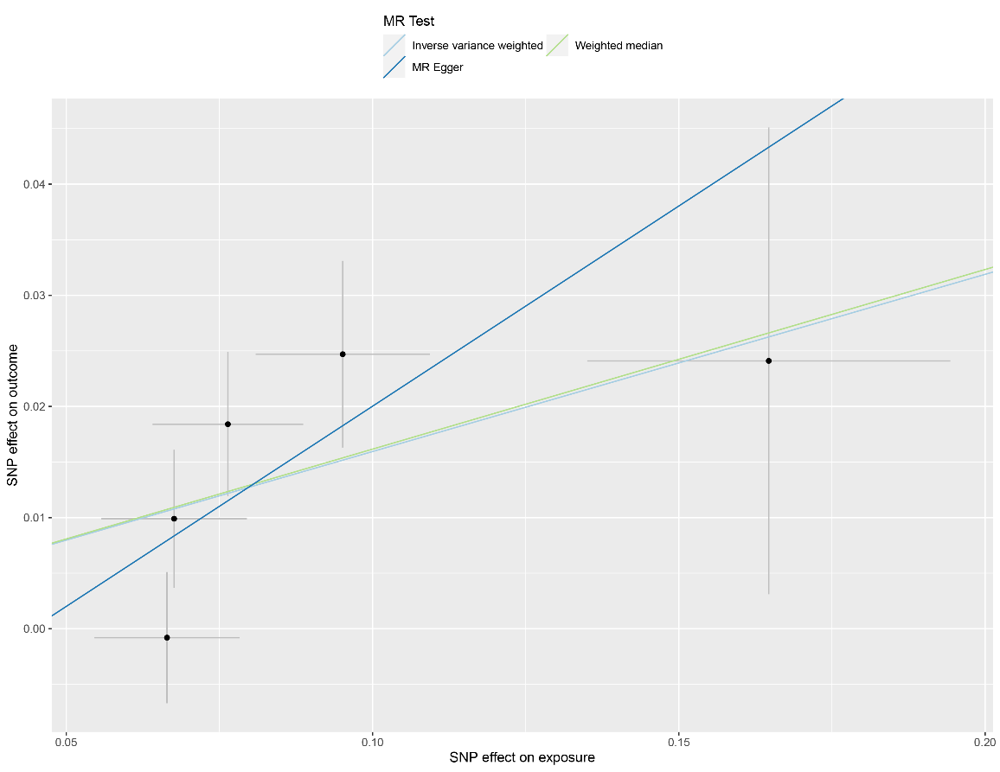 MR Test
Inverse variance weighted Weighted median
MR Egger
0.04
0.03
0.02
0.01
0.00
SNP effect on outcome
0.05 0.10 0.15 0.20
SNP effect on exposure